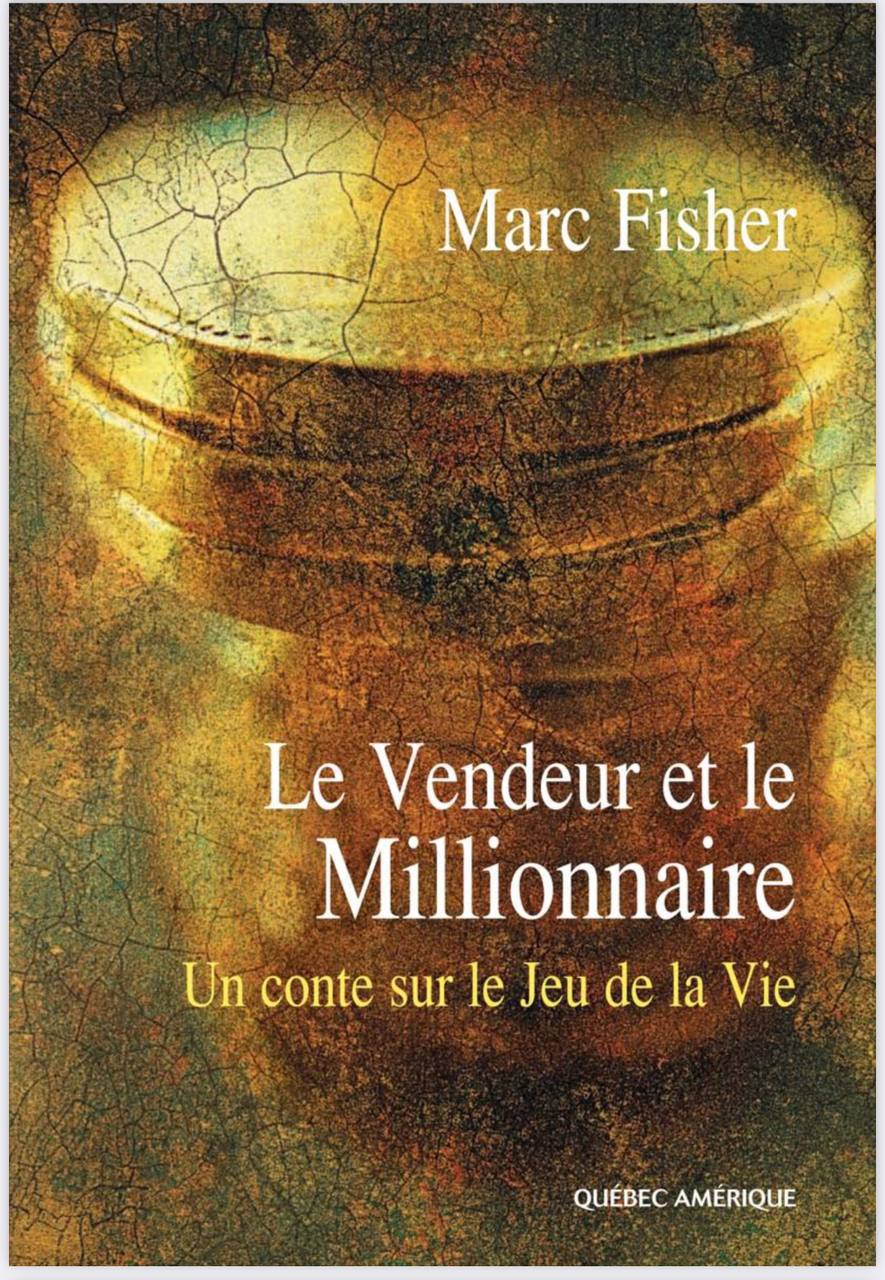 Marc Fisher
Le Vendeur et le
Millionnaire
Un conte sur le Jeu de la Vie
QUÉBEC AMÉRIQUE